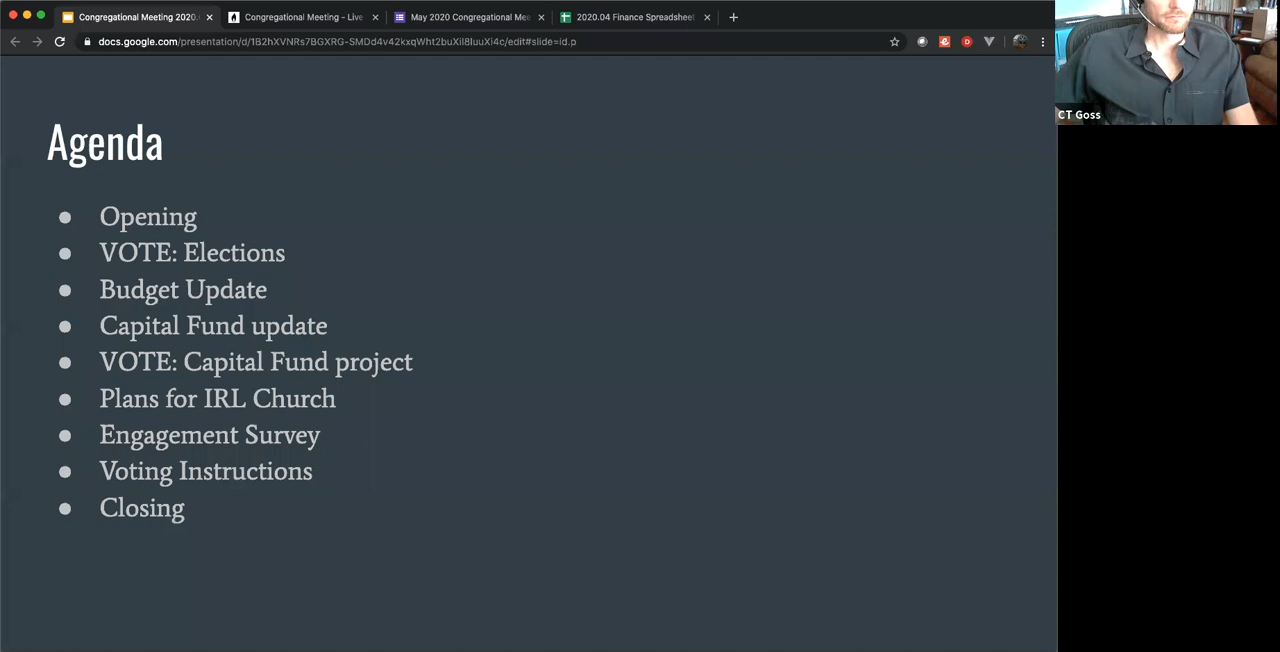 Congregational Meeting 2020.
Congregational Meeting - Live
May 2020 Congregational Mee
2020.04 Finance Spreadsheet
docs.google.com/presentation/d/1B2hXVNRs7BGXRG-SMDd4v42kxqWht2buXil8IuuXi4c/edit#slide=id.p
CT Goss
Agenda
● Opening
● VOTE: Elections
● Budget Update
● Capital Fund update
● VOTE: Capital Fund project
● Plans for IRL Church
● Engagement Survey
● Voting Instructions
● Closing